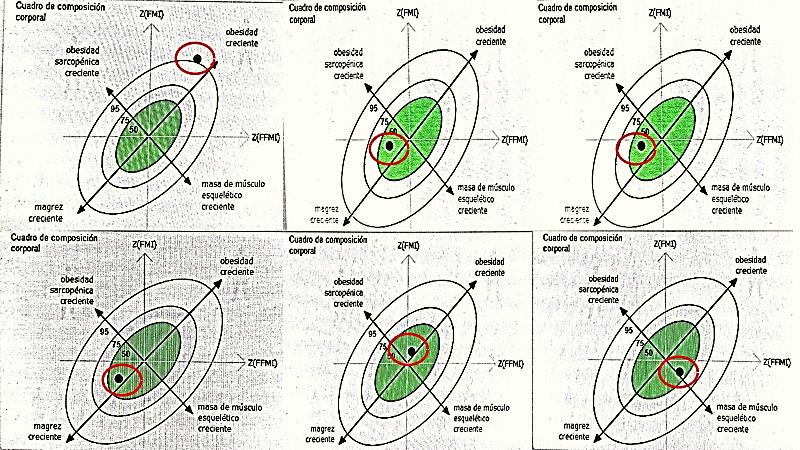 Cuadro de composición
corporal
Z(FMI)
obesidad
creciente
obesidad
sarcopénica
creciente
95
75
50
Z(FFMI)
masa de músculo
esquelético
creciente
magrez
creciente
Cuadro de composición
corporal
Z(FMI)
obesidad
creciente
obesidad
sarcopénica
creciente
95
75
Z(FFMI)
masa de músculo
esquelético
creciente
magrez
creciente
Cuadro de composición
corporal
Z(FMI)
obesidad
creciente
obesidad
sarcopénica
creciente
95
75
Z(FFMI)
masa de músculo
esquelético
creciente
magrez
creciente
Cuadro de composición
corporal
Z(FMI)
obesidad
creciente
obesidad
sarcopénica
creciente
95
75
50
Z(FFMI)
masa de músculo
esquelético
creciente
magrez
creciente
Cuadro de composición
corporal
Z(FMI)
obesidad
creciente
obesidad
sarcopénica
creciente
95
75
Z(FFMI)
masa de músculo
esquelético
creciente
magrez
creciente
Cuadro de composición
corporal
Z(FMI)
obesidad
creciente
obesidad
sarcopénica
creciente
95
75
50
Z(FFMI)
masa de músculo
esquelético
creciente
magrez
creciente